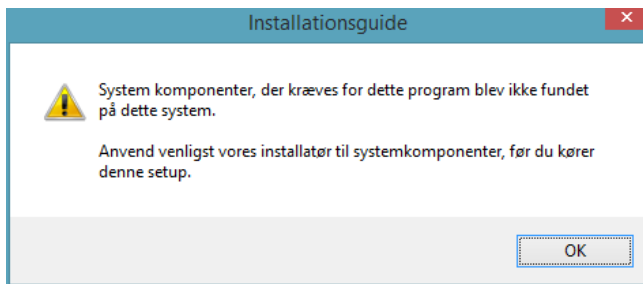 Installationsguide
System komponenter, der kræves for dette program blev ikke fundet
på dette system.
Anvend venligst vores installatør til systemkomponenter, før du kører
denne setup.
OK